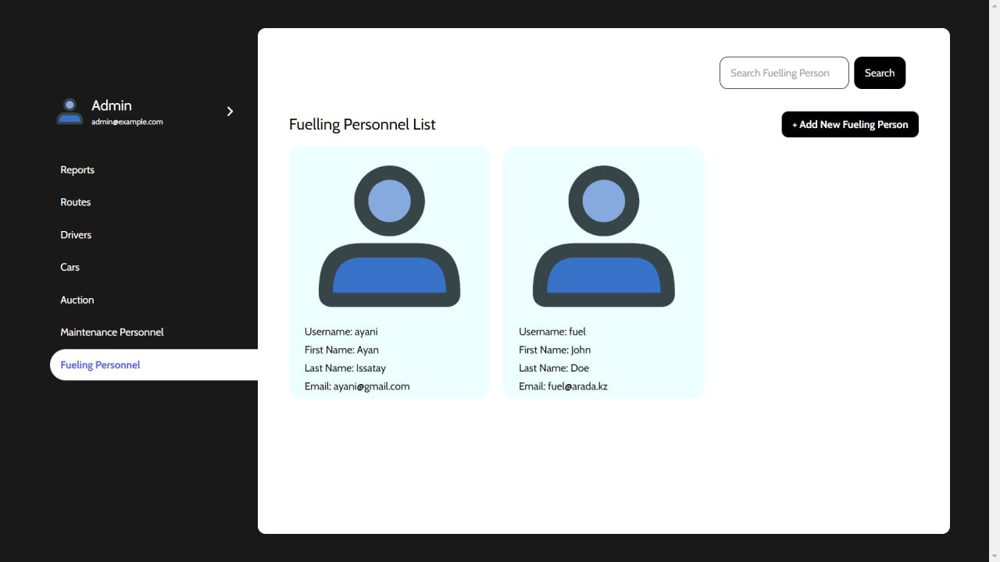 Search Fuelling Person
Search
Admin
admin@example.com
Fuelling Personnel List
+ Add New Fueling Person
Reports
Routes
Drivers
Cars
Auction
Maintenance Personnel
Fueling Personnel
Username: ayani
First Name: Ayan
Last Name: Issatay
Email: ayani@gmail.com
Username: fuel
First Name: John
Last Name: Doe
Email: fuel@arada.kz